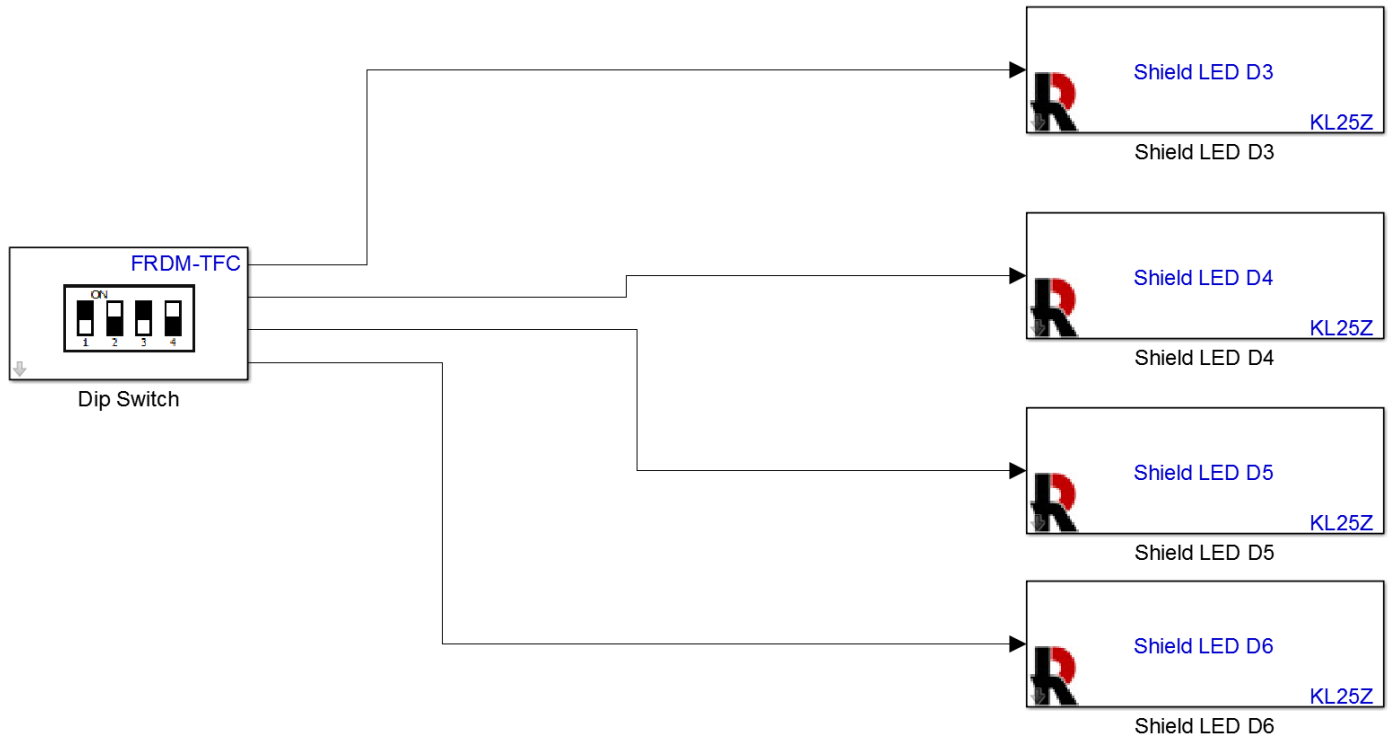 Shield LED D3
KL25Z
Shield LED D3
Shield LED D4
KL25Z
Shield LED D4
FRDM-TFC
ON
1 2 3 4
Dip Switch
Shield LED D5
KL25Z
Shield LED D5
Shield LED D6
KL25Z
Shield LED D6